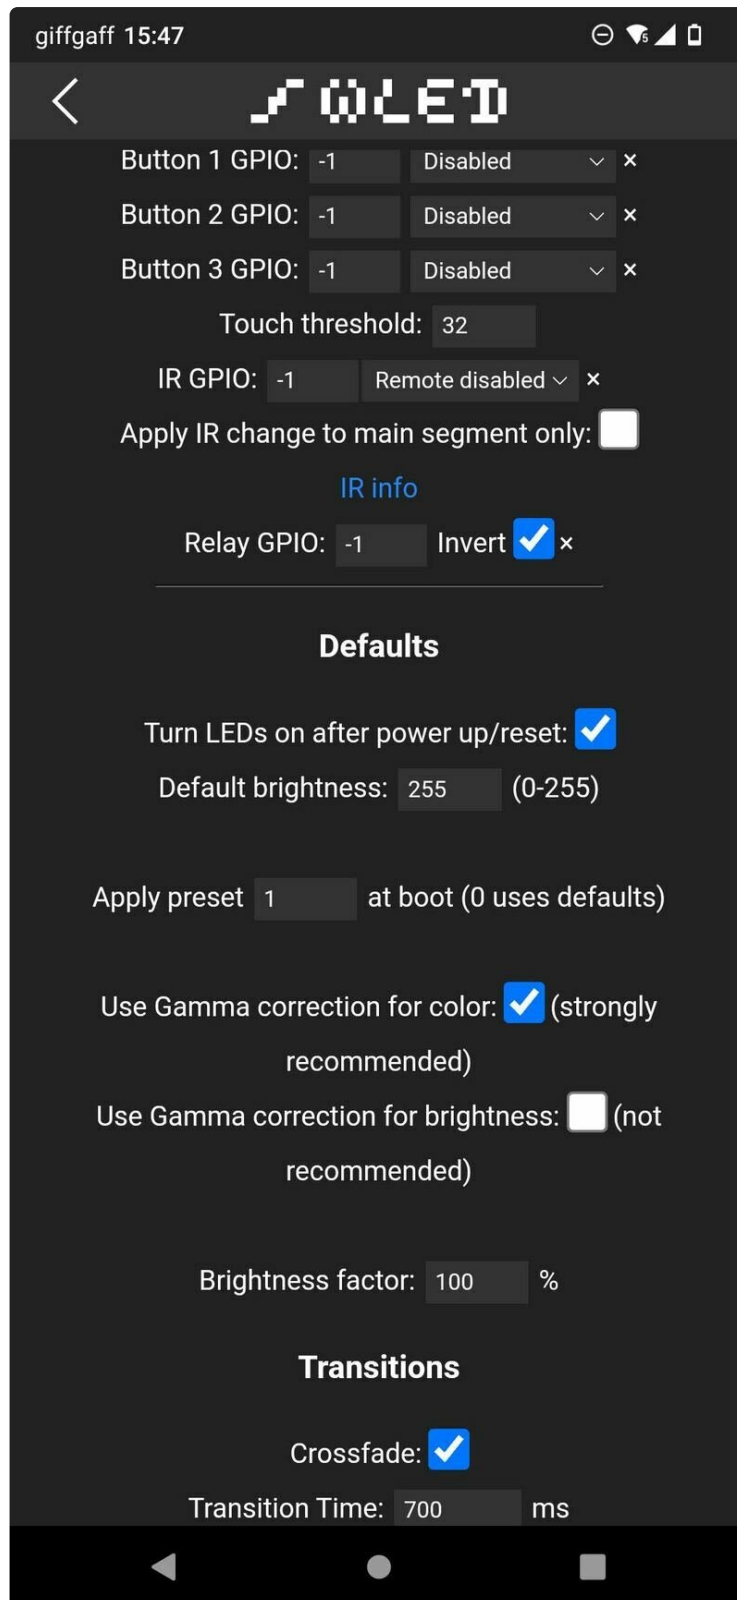 giffgaff 15:47
5
WLED
Button 1 GPIO: -1 Disabled ×
Button 2 GPIO: -1 Disabled ×
Button 3 GPIO: -1 Disabled ×
Touch threshold: 32
IR GPIO: -1 Remote disabled ×
Apply IR change to main segment only:
IR info
Relay GPIO: -1 Invert ×
Defaults
Turn LEDs on after power up/reset:
Default brightness: 255 (0-255)
Apply preset 1 at boot (0 uses defaults)
Use Gamma correction for color: (strongly
recommended)
Use Gamma correction for brightness: (not
recommended)
Brightness factor: 100 %
Transitions
Crossfade:
Transition Time: 700 ms